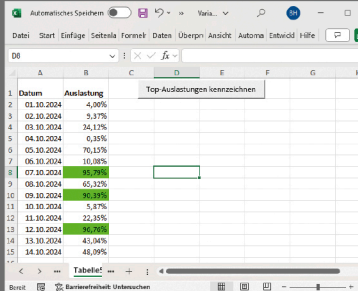 Automatisches Speichern Varia... BH
Datei Start Einfüge Seitenla Formelr Daten Überpri Ansicht Automa Entwickl Hilfe
D8 fx
A B C D E F G
1 Datum Auslastung Top-Auslastungen kennzeichnen
2 01.10.2024 4,00%
3 02.10.2024 9,37%
4 03.10.2024 24,12%
5 04.10.2024 0,35%
6 05.10.2024 70,15%
7 06.10.2024 10,08%
8 07.10.2024 95,79%
9 08.10.2024 65,32%
10 09.10.2024 90,39%
11 10.10.2024 5,87%
12 11.10.2024 22,35%
13 12.10.2024 96,76%
14 13.10.2024 43,04%
15 14.10.2024 48,09%
Tabelle5
Bereit Barrierefreiheit: Untersuchen